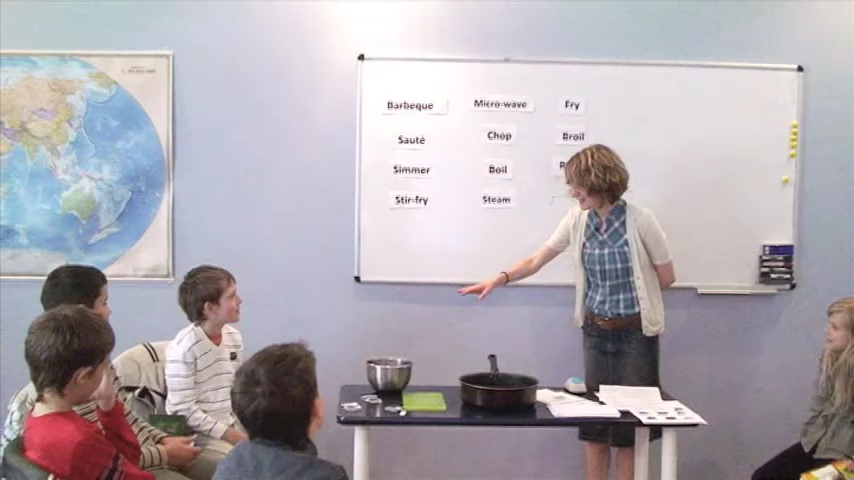 Barbeque Micro-wave Fry
Sauté Chop Broil
Simmer Boil
Stir-fry Steam